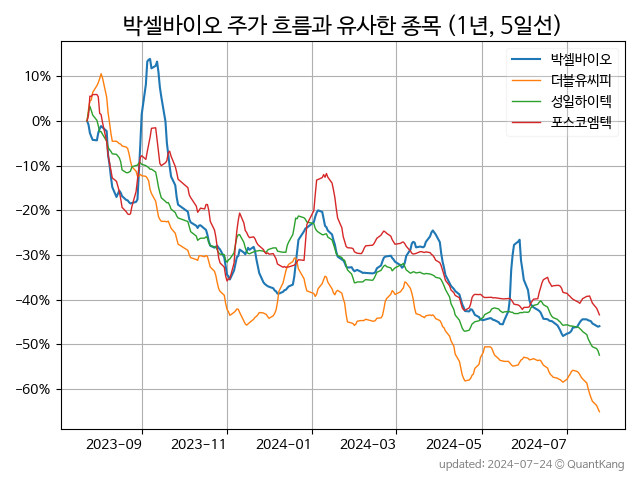 박셀바이오 주가 흐름과 유사한 종목 (1년, 5일선)
박셀바이오
더블유씨피
성일하이텍
포스코엠텍
10%
0%
−10%
−20%
−30%
−40%
−50%
−60%
2023-09
2023-11
2024-01
2024-03
2024-05
2024-07
updated: 2024-07-24 © QuantKang